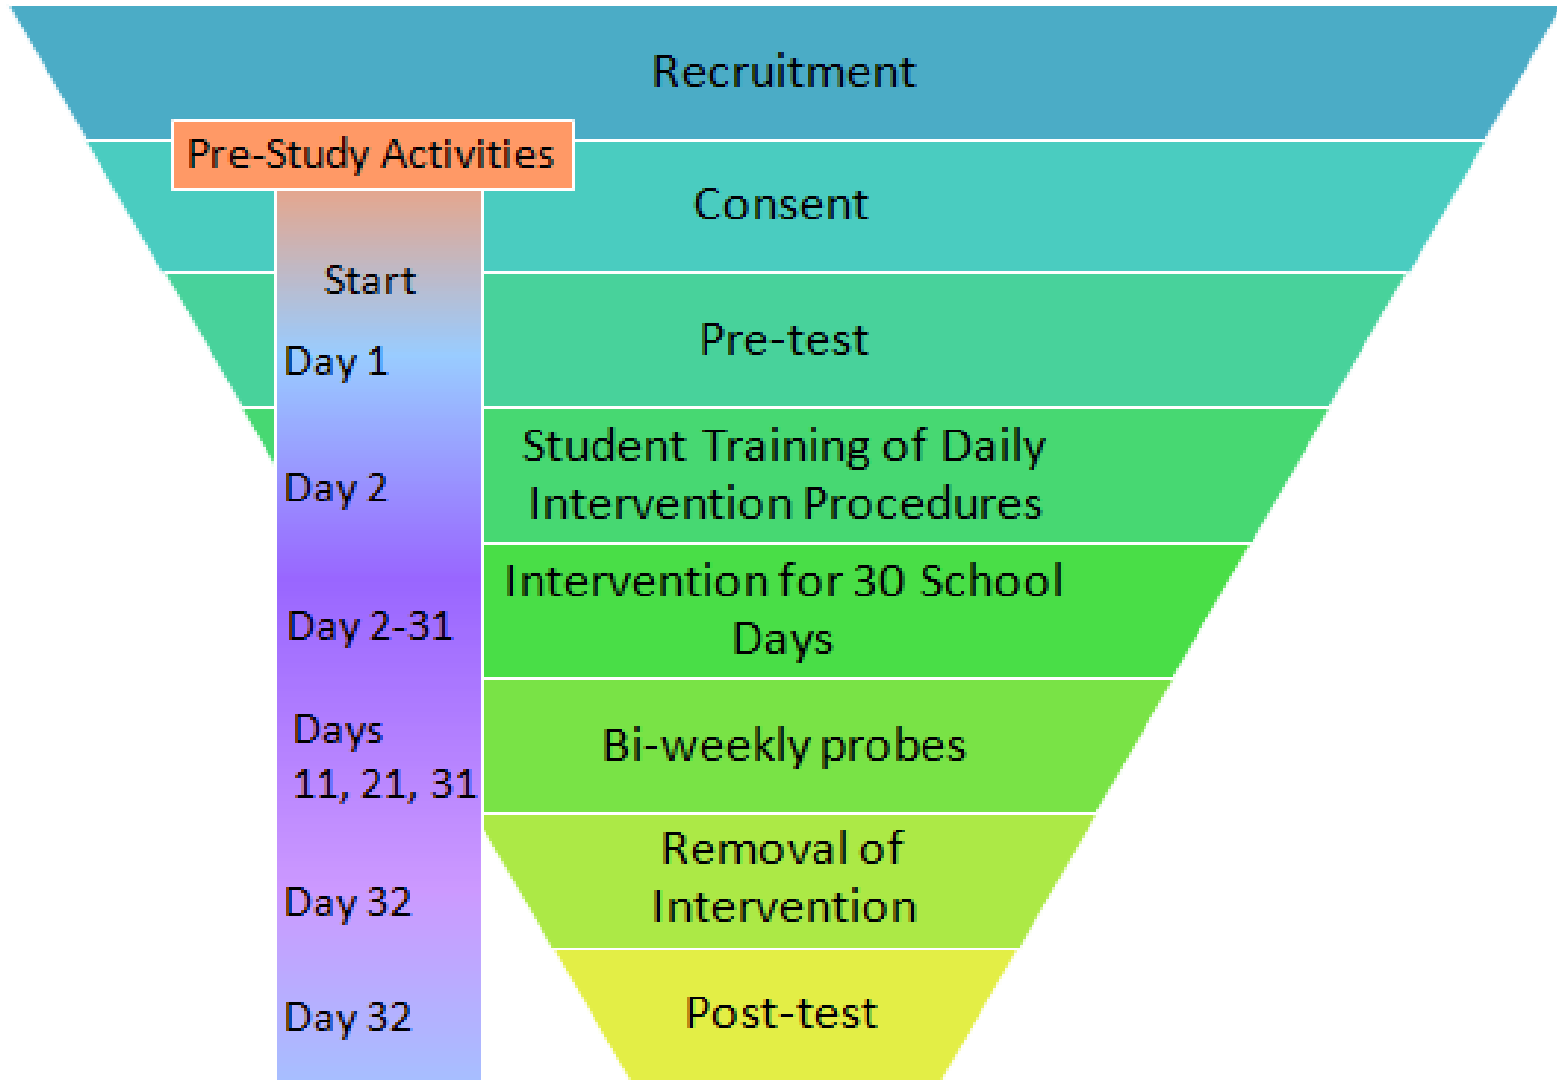 Recruitment
Pre-Study Activities
Consent
Start
Pre-test
Day 1
Student Training of Daily
Intervention Procedures
Day 2
Intervention for 30 School
Days
Day 2-31
Bi-weekly probes
Days
11, 21, 31
Removal of
Intervention
Day 32
Post-test
Day 32